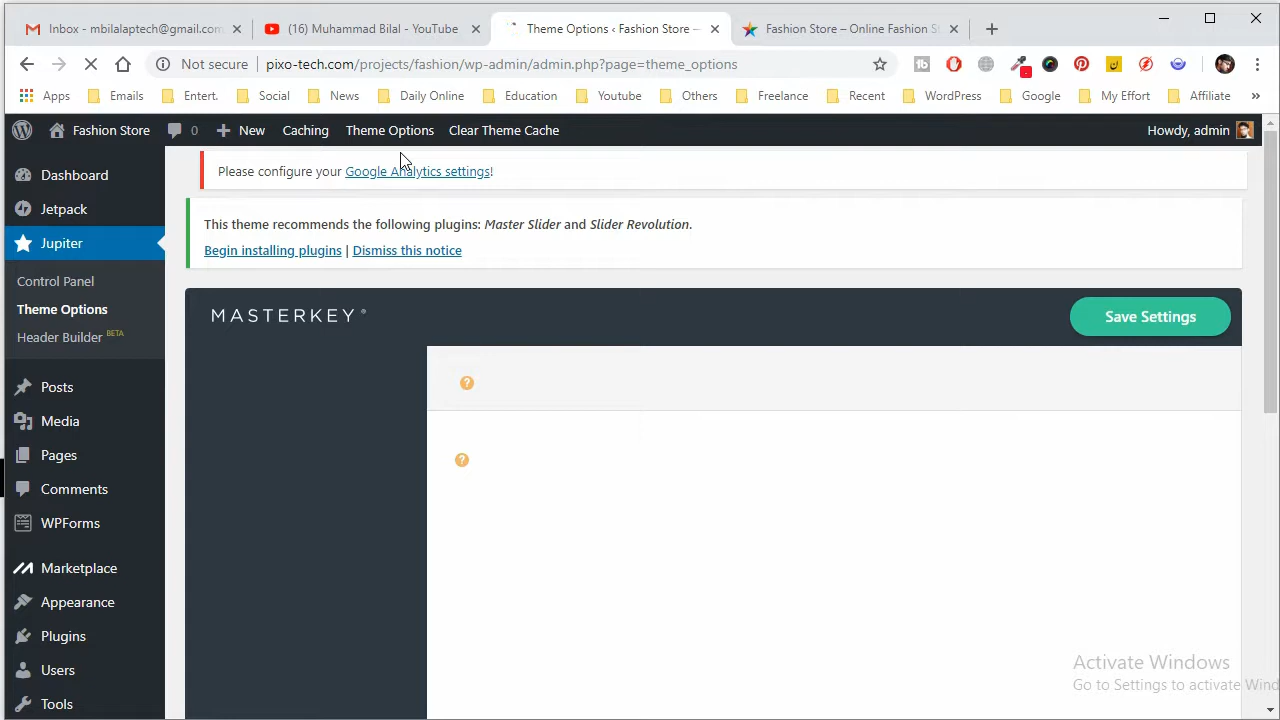 Inbox - mbilalaptech@gmail.com
(16) Muhammad Bilal - YouTube
Theme Options ‹ Fashion Store —
Fashion Store – Online Fashion S
Not secure
pixo-tech.com/projects/fashion/wp-admin/admin.php?page=theme_options
Apps
Emails
Entert.
Social
News
Daily Online
Education
Youtube
Others
Freelance
Recent
WordPress
Google
My Effort
Affiliate
»
Fashion Store
0
New
Caching
Theme Options
Clear Theme Cache
Howdy, admin
Dashboard
Jetpack
Jupiter
Control Panel
Theme Options
Header Builder BETA
Posts
Media
Pages
Comments
WPForms
Marketplace
Appearance
Plugins
Users
Tools
Please configure your Google Analytics settings!
This theme recommends the following plugins: Master Slider and Slider Revolution.
Begin installing plugins | Dismiss this notice
MASTERKEY ®
Save Settings
?
?
Activate Windows
Go to Settings to activate Wind